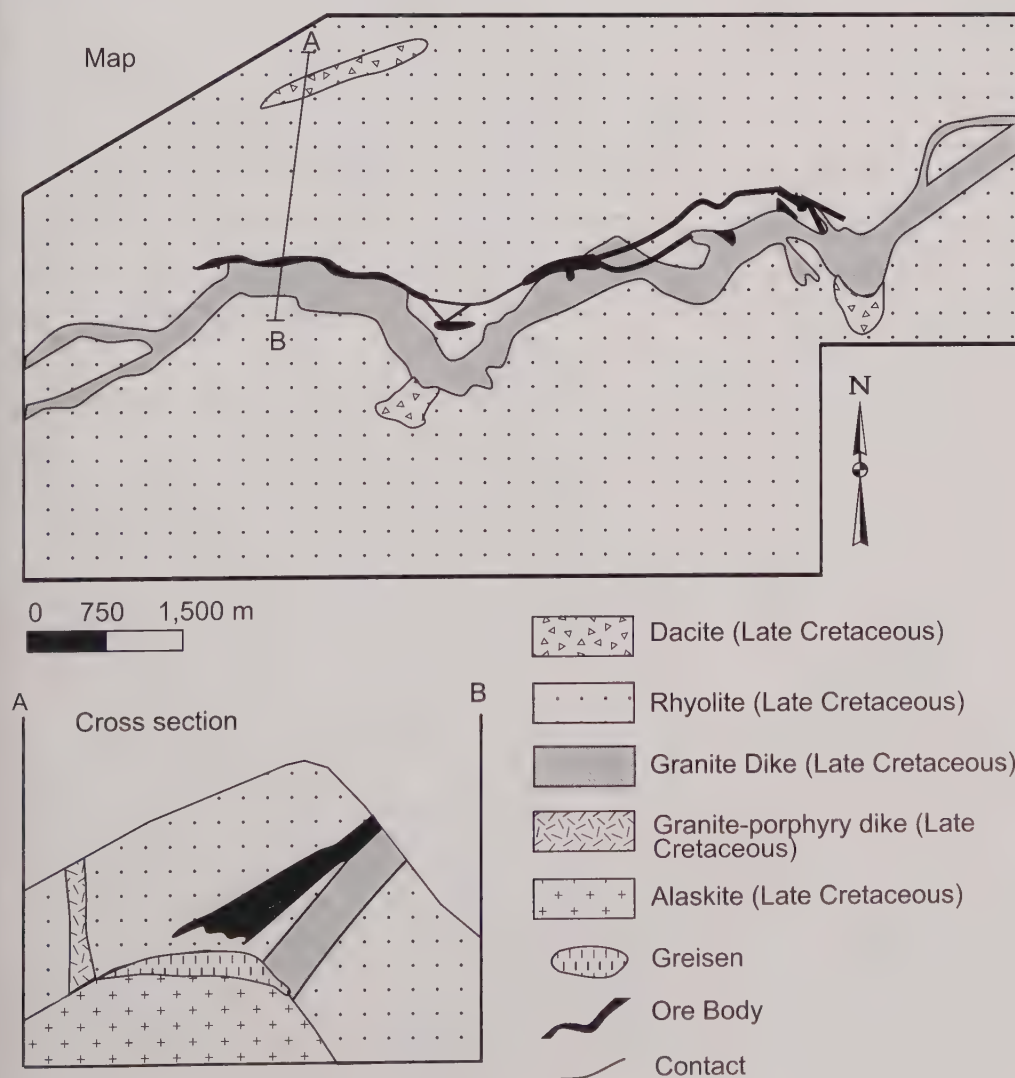 Map
A
B
N
0 750 1,500 m
A
B
Cross section
Dacite (Late Cretaceous)
Rhyolite (Late Cretaceous)
Granite Dike (Late Cretaceous)
Granite-porphyry dike (Late
Cretaceous)
Alaskite (Late Cretaceous)
Greisen
Ore Body
Contact